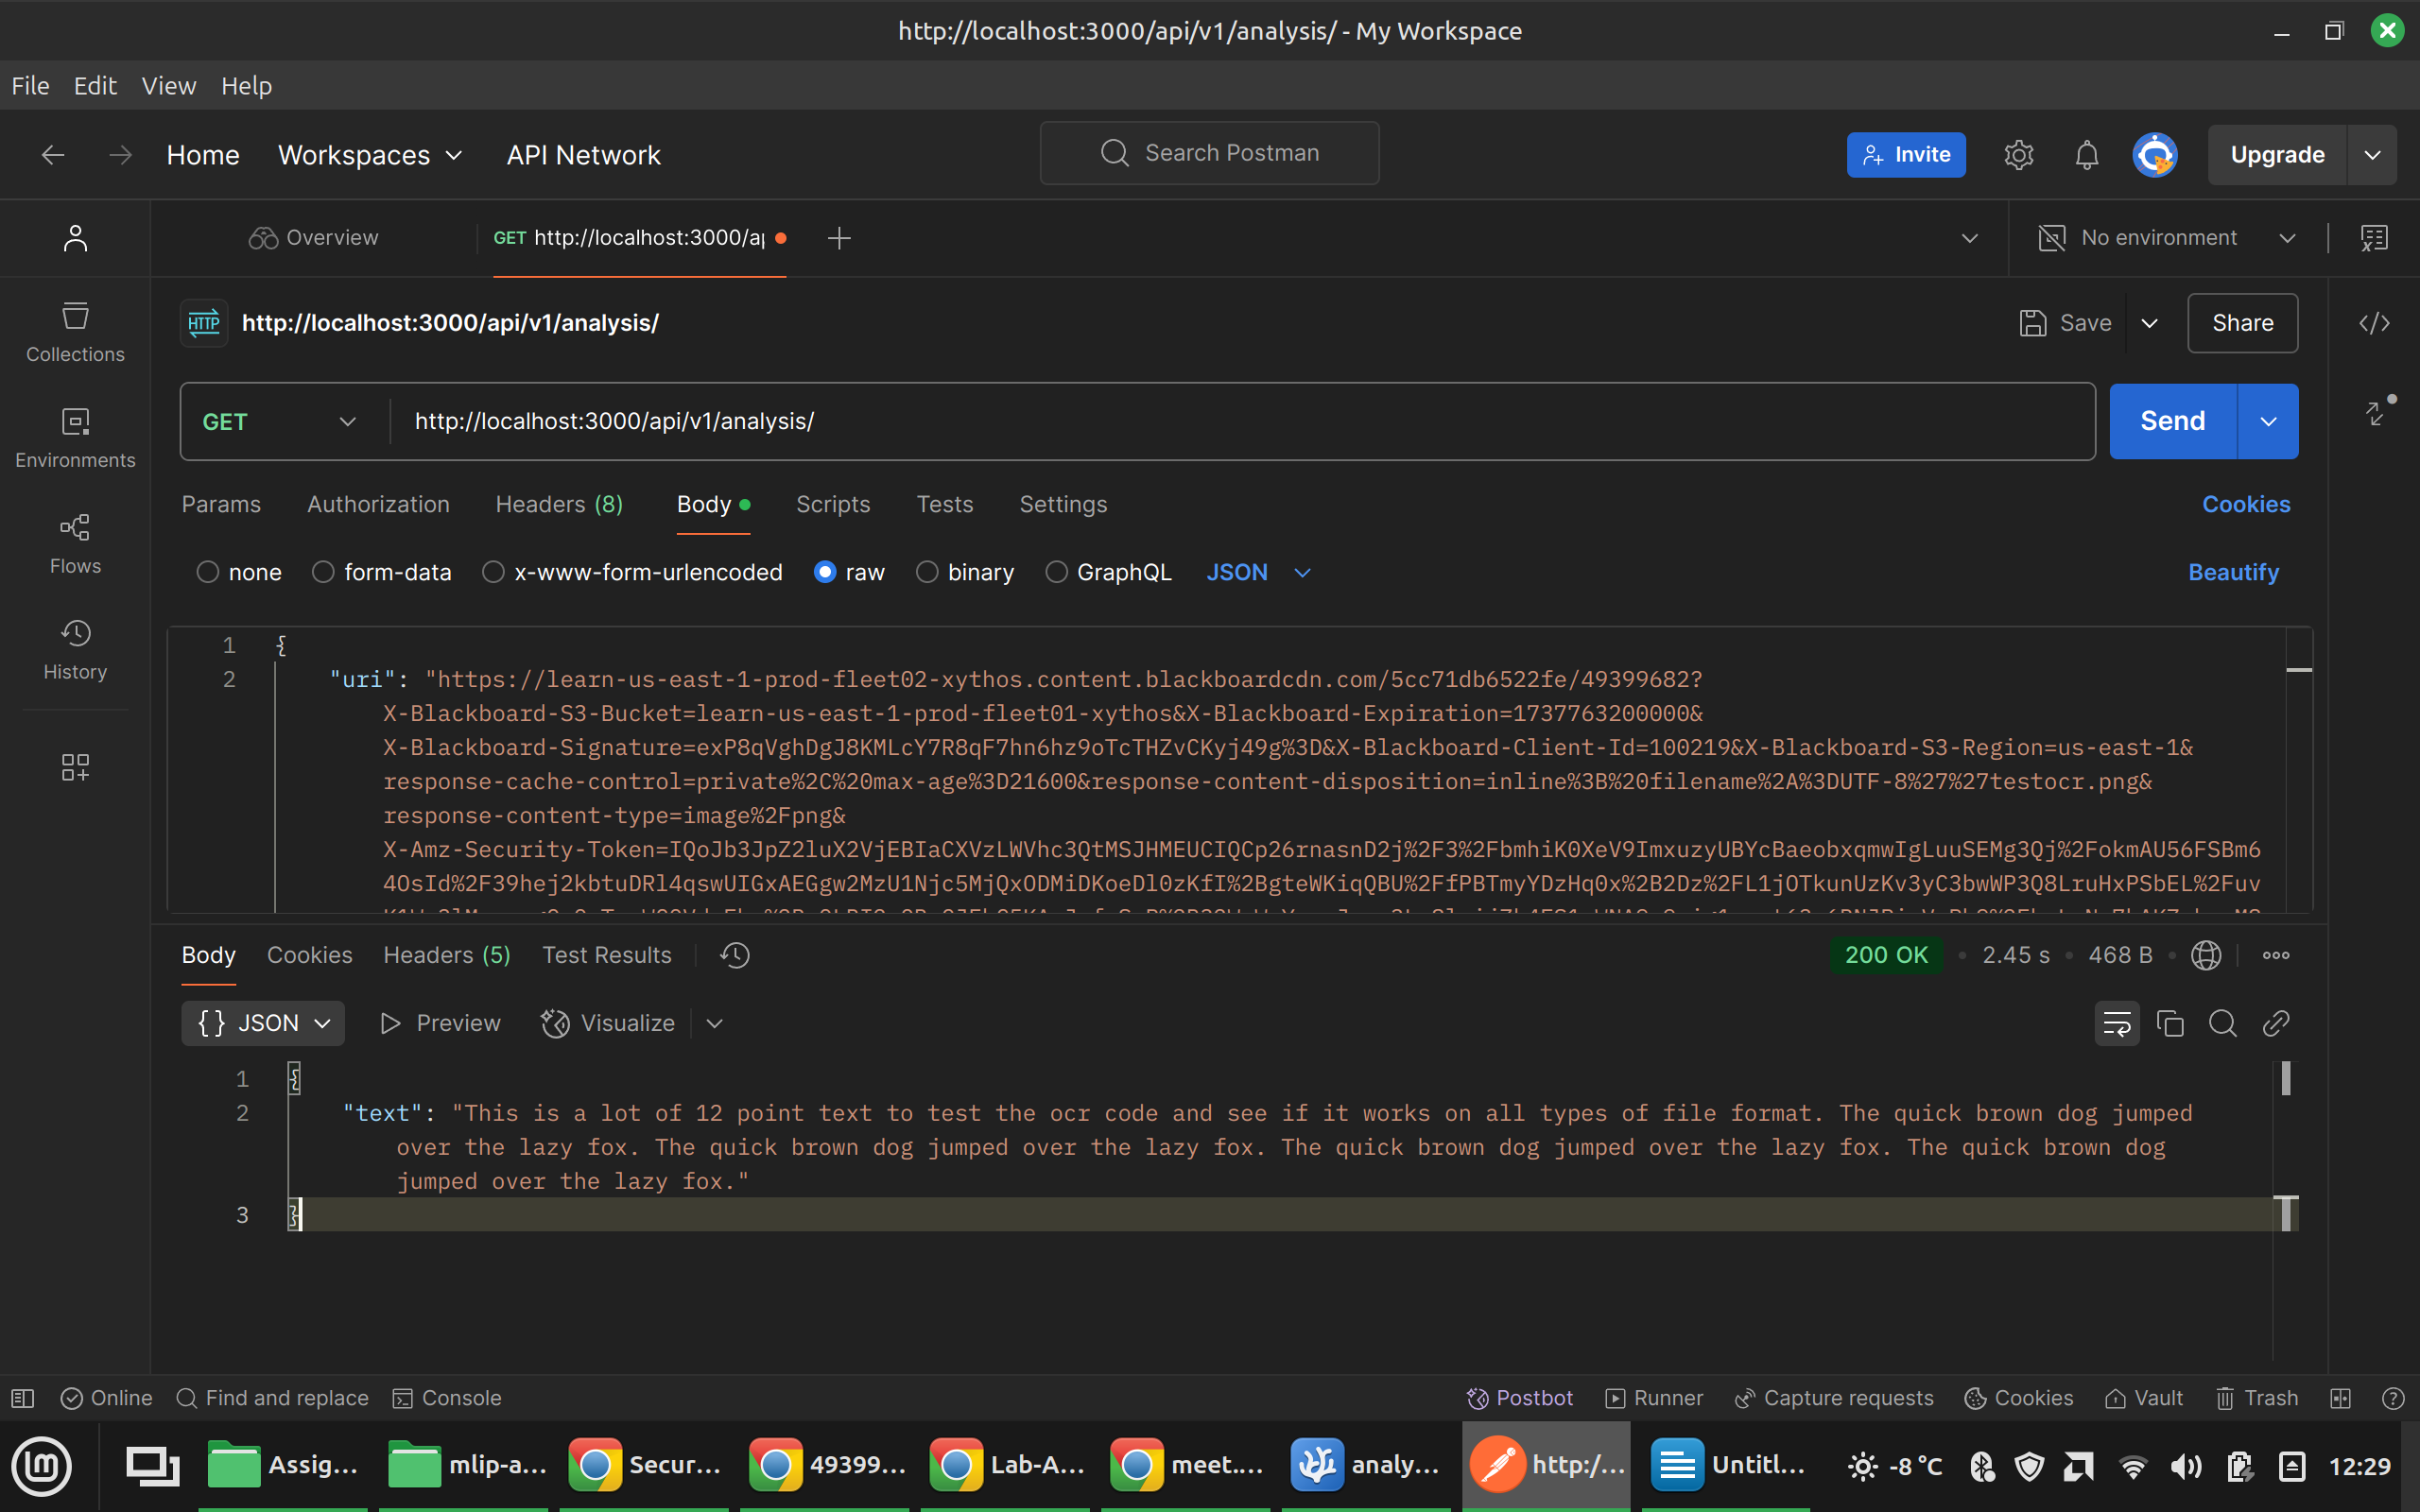 http://localhost:3000/api/v1/analysis/ - My Workspace
File Edit View Help
Home Workspaces API Network Search Postman Invite Upgrade
Overview GET http://localhost:3000/a No environment
HTTP http://localhost:3000/api/v1/analysis/ Save Share
Collections
GET http://localhost:3000/api/v1/analysis/ Send
Environments
Params Authorization Headers (8) Body Scripts Tests Settings Cookies
none form-data x-www-form-urlencoded raw binary GraphQL JSON Beautify
Flows
History
1 {
2 "uri": "https://learn-us-east-1-prod-fleet02-xythos.content.blackboardcdn.com/5cc71db6522fe/49399682?
X-Blackboard-S3-Bucket=learn-us-east-1-prod-fleet01-xythos&X-Blackboard-Expiration=1737763200000&
X-Blackboard-Signature=exP8qVghDgJ8KMLcY7R8qF7hn6hz9oTcTHZvCKyj49g%3D&X-Blackboard-Client-Id=100219&X-Blackboard-S3-Region=us-east-1&
response-cache-control=private%2C%20max-age%3D21600&response-content-disposition=inline%3B%20filename%2A%3DUTF-8%27%27testocr.png&
response-content-type=image%2Fpng&
X-Amz-Security-Token=IQoJb3JpZ2luX2VjEBIaCXVzLWVhc3QtMSJHMEUCIQCp26rnasnD2j%2F3%2FbmhiK0XeV9ImxuzyUBYcBaeobxqmwIgLuuSEMg3Qj%2FokmAU56FSBm6
4OsId%2F39hej2kbtuDRl4qswUIGxAEGgw2MzU1Njc5MjQxODMiDKoeDl0zKfI%2BgteWKiqQBU%2FfPBTmyYDzHq0x%2B2Dz%2FL1jOTkunUzKv3yC3bwWP3Q8LruHxPSbEL%2Fuv
Body Cookies Headers (5) Test Results 200 OK • 2.45 s • 468 B
{} JSON Preview Visualize
1 {
2 "text": "This is a lot of 12 point text to test the ocr code and see if it works on all types of file format. The quick brown dog jumped
over the lazy fox. The quick brown dog jumped over the lazy fox. The quick brown dog jumped over the lazy fox. The quick brown dog
jumped over the lazy fox."
3 }
Online Find and replace Console Postbot Runner Capture requests Cookies Vault Trash
Assig... mlip-a... Secur... 49399... Lab-A... meet.... analy... http:/... Untitl... -8 °C 12:29